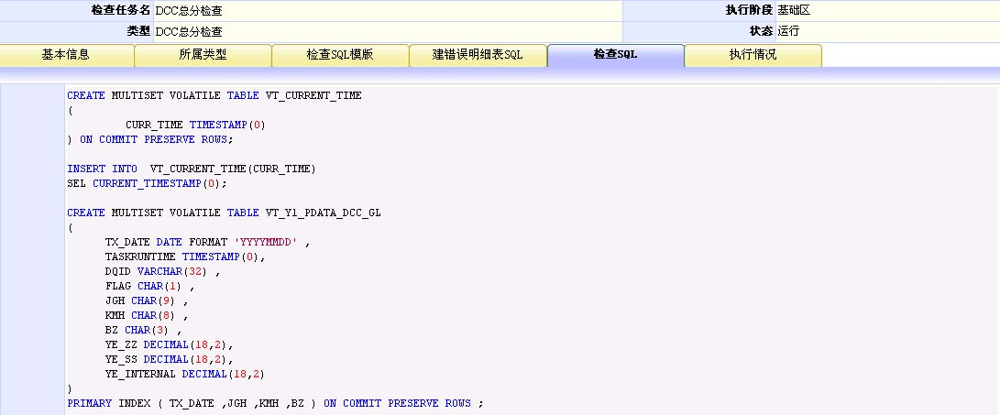 检查任务名 DCC总分检查 执行阶段 基础区
类型 DCC总分检查 状态 运行
基本信息 所属类型 检查SQL模版 建错误明细表SQL 检查SQL 执行情况
CREATE MULTISET VOLATILE TABLE VT_CURRENT_TIME
(
CURR_TIME TIMESTAMP(0)
) ON COMMIT PRESERVE ROWS;
INSERT INTO  VT_CURRENT_TIME(CURR_TIME)
SEL CURRENT_TIMESTAMP(0);
CREATE MULTISET VOLATILE TABLE VT_Y1_PDATA_DCC_GL
(
TX_DATE DATE FORMAT 'YYYYMMDD' ,
TASKRUNTIME TIMESTAMP(0),
DQID VARCHAR(32) ,
FLAG CHAR(1) ,
JGH CHAR(9) ,
KMH CHAR(8) ,
BZ CHAR(3) ,
YE_ZZ DECIMAL(18,2),
YE_SS DECIMAL(18,2),
YE_INTERNAL DECIMAL(18,2)
)
PRIMARY INDEX ( TX_DATE ,JGH ,KMH ,BZ ) ON COMMIT PRESERVE ROWS ;